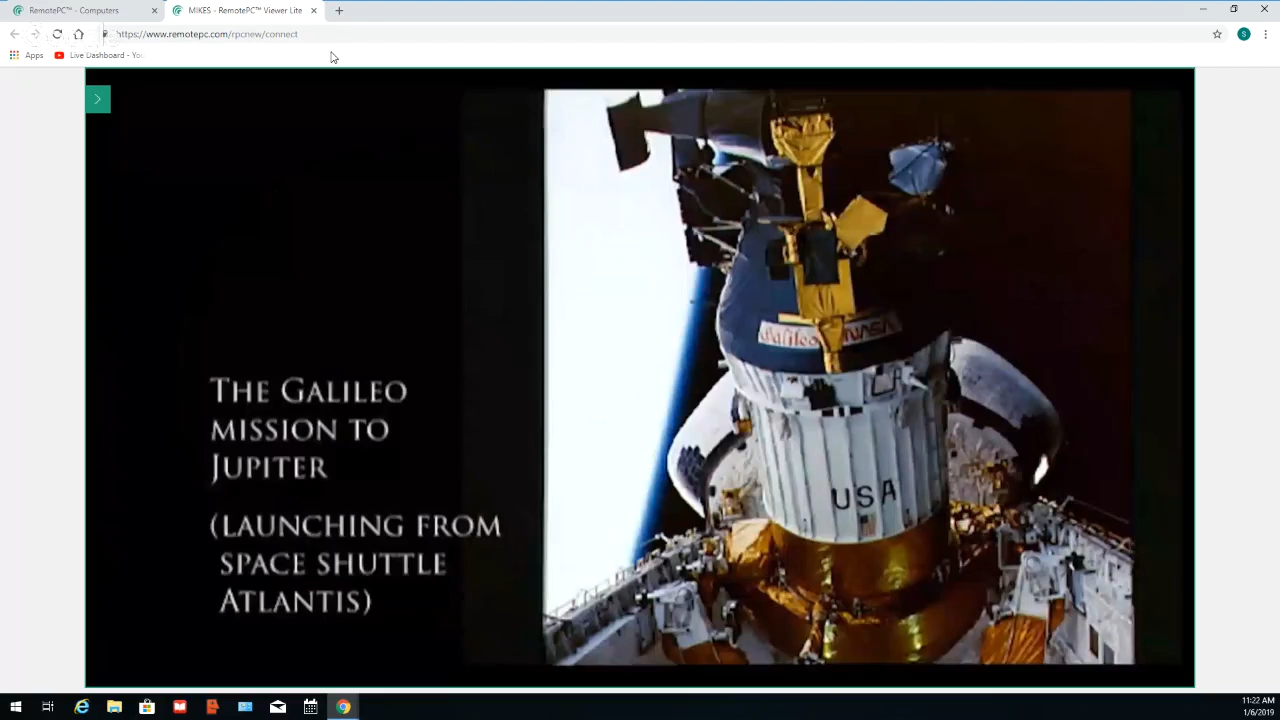 RemotePC™ - Computers
MIKES - RemotePC™ Viewer Lite
https://www.remotepc.com/rpcnew/connect
S
Apps
Live Dashboard - Yo
THE GALILEO
MISSION TO
JUPITER
(LAUNCHING FROM
SPACE SHUTTLE
ATLANTIS)
Galileo NASA
USA
11:22 AM
1/6/2019